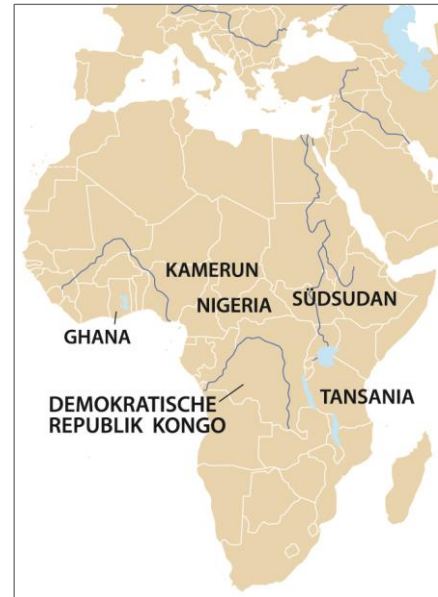 KAMERUN
NIGERIA
SÜDSUDAN
GHANA
TANSANIA
DEMOKRATISCHE
REPUBLIK KONGO